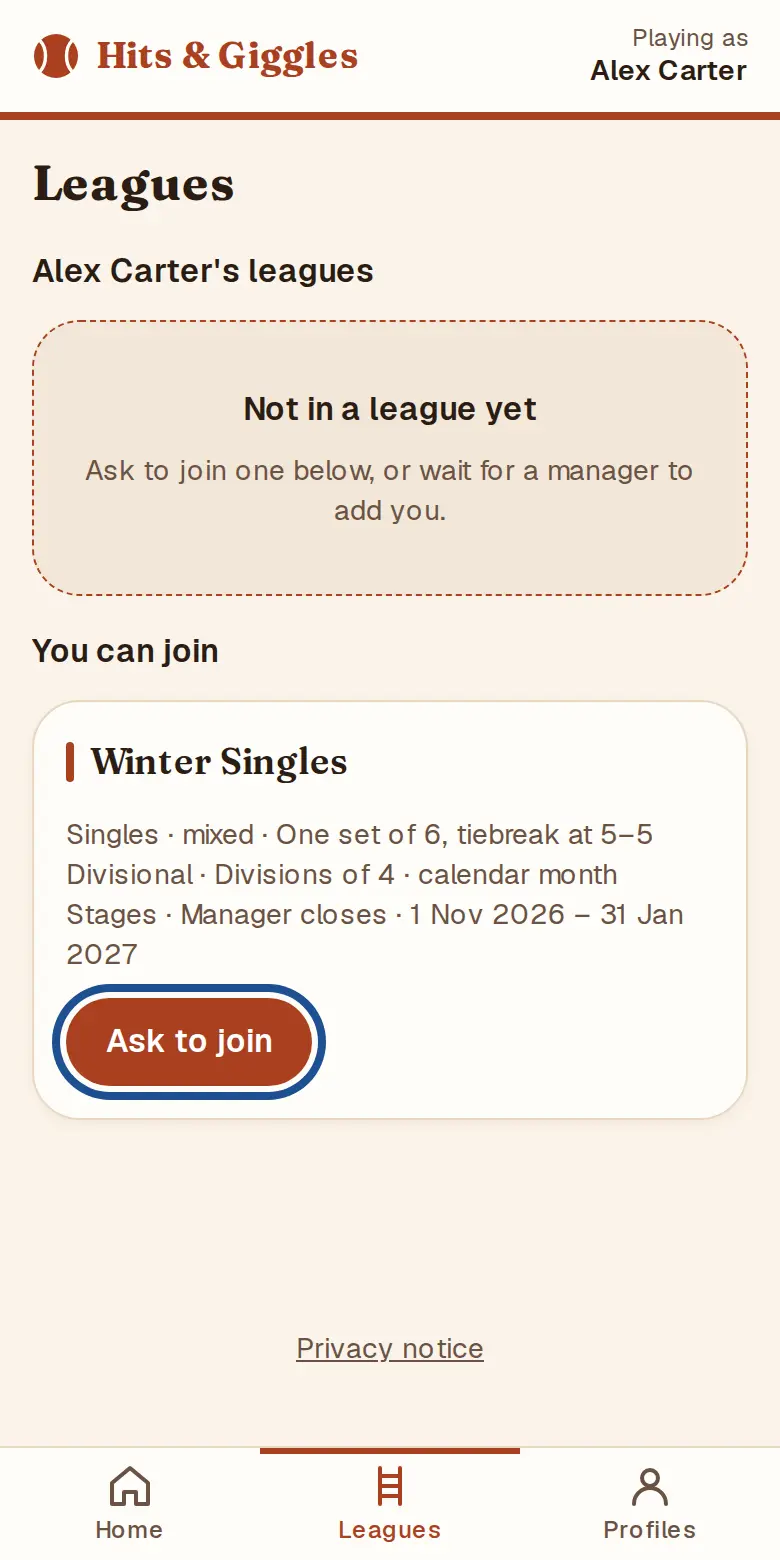 Hits & Giggles
Playing as
Alex Carter
Leagues
Alex Carter's leagues
Not in a league yet
Ask to join one below, or wait for a manager to
add you.
You can join
Winter Singles
Singles · mixed · One set of 6, tiebreak at 5–5
Divisional · Divisions of 4 · calendar month
Stages · Manager closes · 1 Nov 2026 – 31 Jan
2027
Ask to join
Privacy notice
Home
Leagues
Profiles